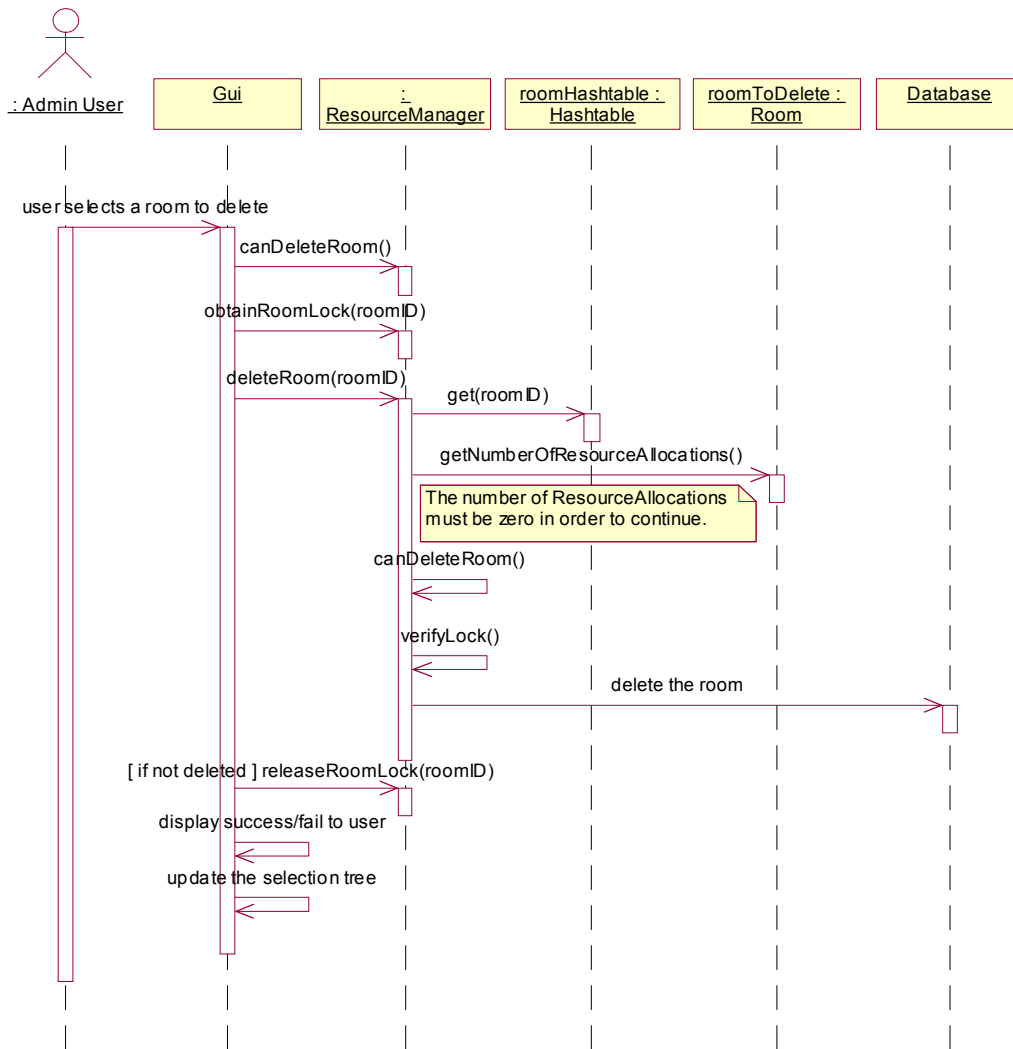 : Admin User
Gui
:
ResourceManager
roomHashtable :
Hashtable
roomToDelete :
Room
Database
user selects a room to delete
canDeleteRoom()
obtainRoomLock(roomID)
deleteRoom(roomID)
get(roomID)
getNumberOfResourceAllocations()
The number of ResourceAllocations
must be zero in order to continue.
canDeleteRoom()
verifyLock()
delete the room
[ if not deleted ] releaseRoomLock(roomID)
display success/fail to user
update the selection tree